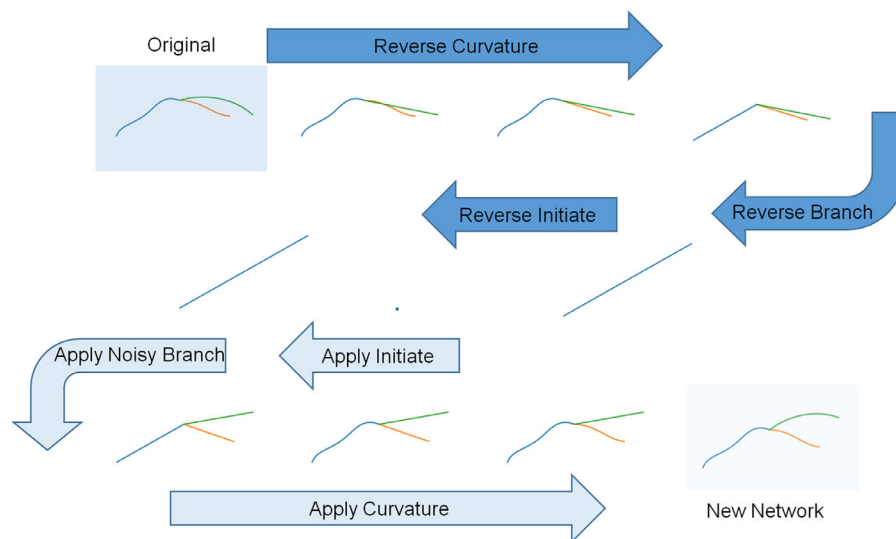 Original
Reverse Curvature
Reverse Initiate
Reverse Branch
Apply Noisy Branch
Apply Initiate
Apply Curvature
New Network